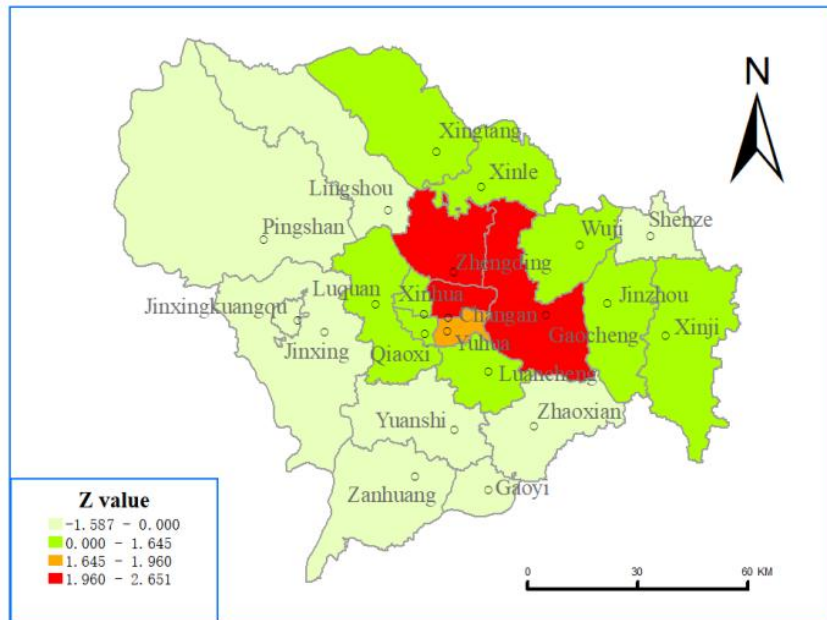 N
Xingtang
Xinle
Lingshou
Shenze
Pingshan
Wuji
Zhengding
Luquan
Xinhua
Jinxingkuangqu
Jinzhou
Changan
Xinji
Gaocheng
Jinxing
Qiaoxi
Yuhua
Luancheng
Yuanshi
Zhaoxian
Zanhuang
Gaoyi
Z value
-1.587 - 0.000
0.000 - 1.645
1.645 - 1.960
1.960 - 2.651
0 30 60 KM